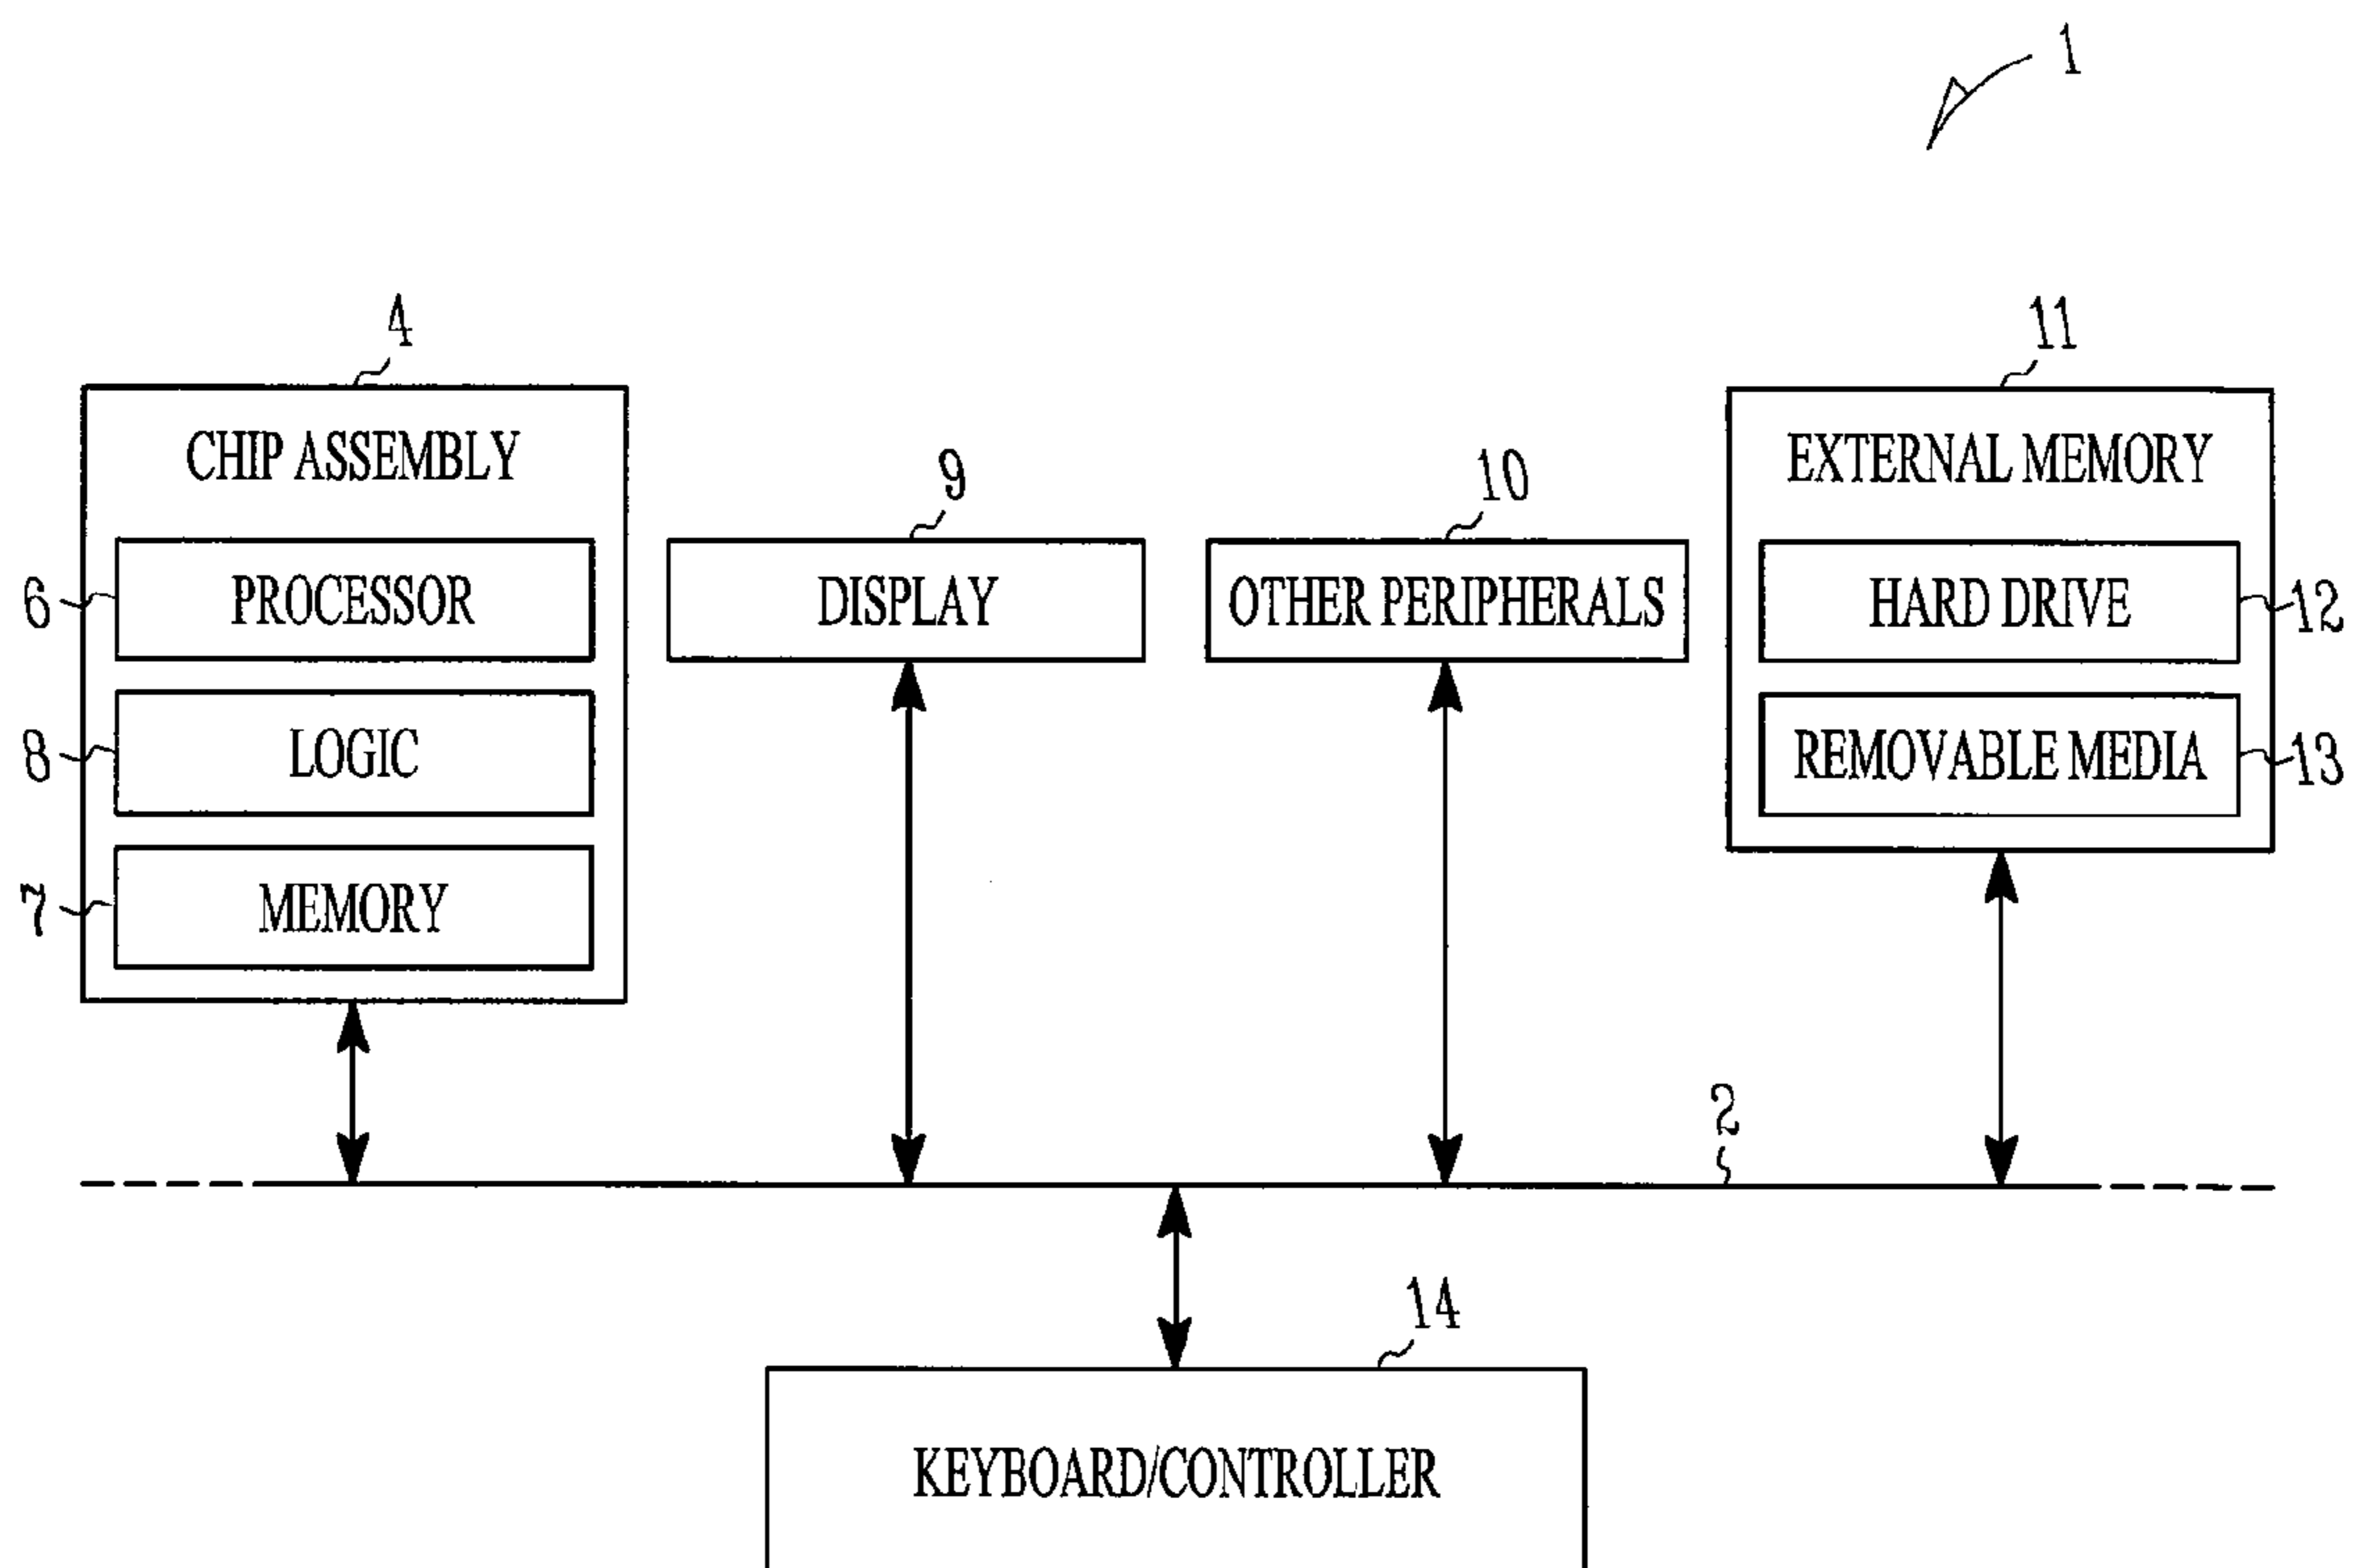 1
4
11
CHIP ASSEMBLY
9
10
EXTERNAL MEMORY
6
PROCESSOR
DISPLAY
OTHER PERIPHERALS
HARD DRIVE
12
8
LOGIC
REMOVABLE MEDIA
13
7
MEMORY
2
14
KEYBOARD/CONTROLLER